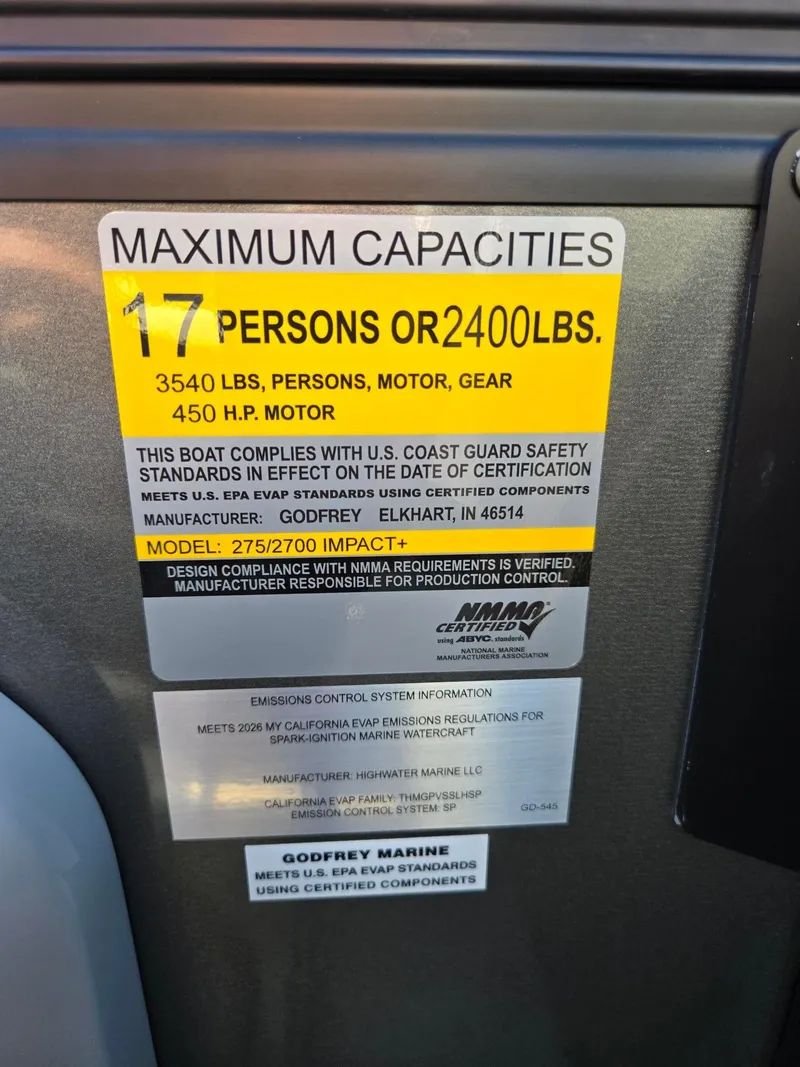 MAXIMUM CAPACITIES
17 PERSONS OR 2400 LBS.
3540 LBS, PERSONS, MOTOR, GEAR
450 H.P. MOTOR
THIS BOAT COMPLIES WITH U.S. COAST GUARD SAFETY
STANDARDS IN EFFECT ON THE DATE OF CERTIFICATION
MEETS U.S. EPA EVAP STANDARDS USING CERTIFIED COMPONENTS
MANUFACTURER: GODFREY ELKHART, IN 46514
MODEL: 275/2700 IMPACT+
DESIGN COMPLIANCE WITH NMMA REQUIREMENTS IS VERIFIED.
MANUFACTURER RESPONSIBLE FOR PRODUCTION CONTROL.
NMMA®
CERTIFIED
using ABYC. standards
NATIONAL MARINE
MANUFACTURERS ASSOCIATION
EMISSIONS CONTROL SYSTEM INFORMATION
MEETS 2026 MY CALIFORNIA EVAP EMISSIONS REGULATIONS FOR
SPARK-IGNITION MARINE WATERCRAFT
MANUFACTURER: HIGHWATER MARINE LLC
CALIFORNIA EVAP FAMILY: THMGPVSSLHSP
EMISSION CONTROL SYSTEM: SP
GD-545
GODFREY MARINE
MEETS U.S. EPA EVAP STANDARDS
USING CERTIFIED COMPONENTS